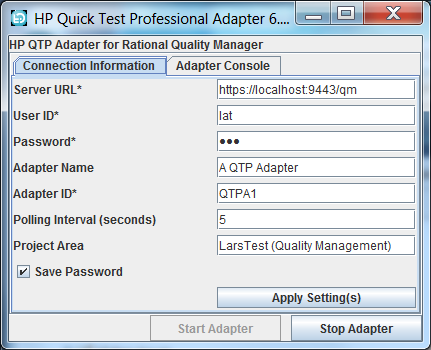 HP Quick Test Professional Adapter 6....
HP QTP Adapter for Rational Quality Manager
Connection Information Adapter Console
Server URL* https://localhost:9443/qm
User ID* lat
Password* ●●●
Adapter Name A QTP Adapter
Adapter ID* QTPA1
Polling Interval (seconds) 5
Project Area LarsTest (Quality Management)
Save Password
Apply Setting(s)
Start Adapter Stop Adapter